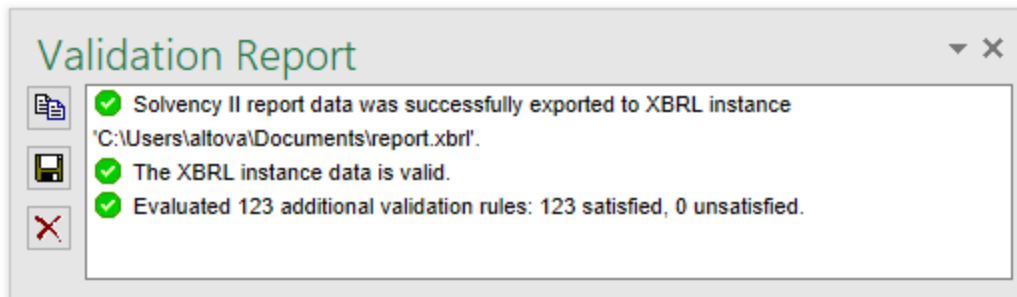 Validation Report
Solvency II report data was successfully exported to XBRL instance
'C:\Users\altova\Documents\report.xbrl'.
The XBRL instance data is valid.
Evaluated 123 additional validation rules: 123 satisfied, 0 unsatisfied.